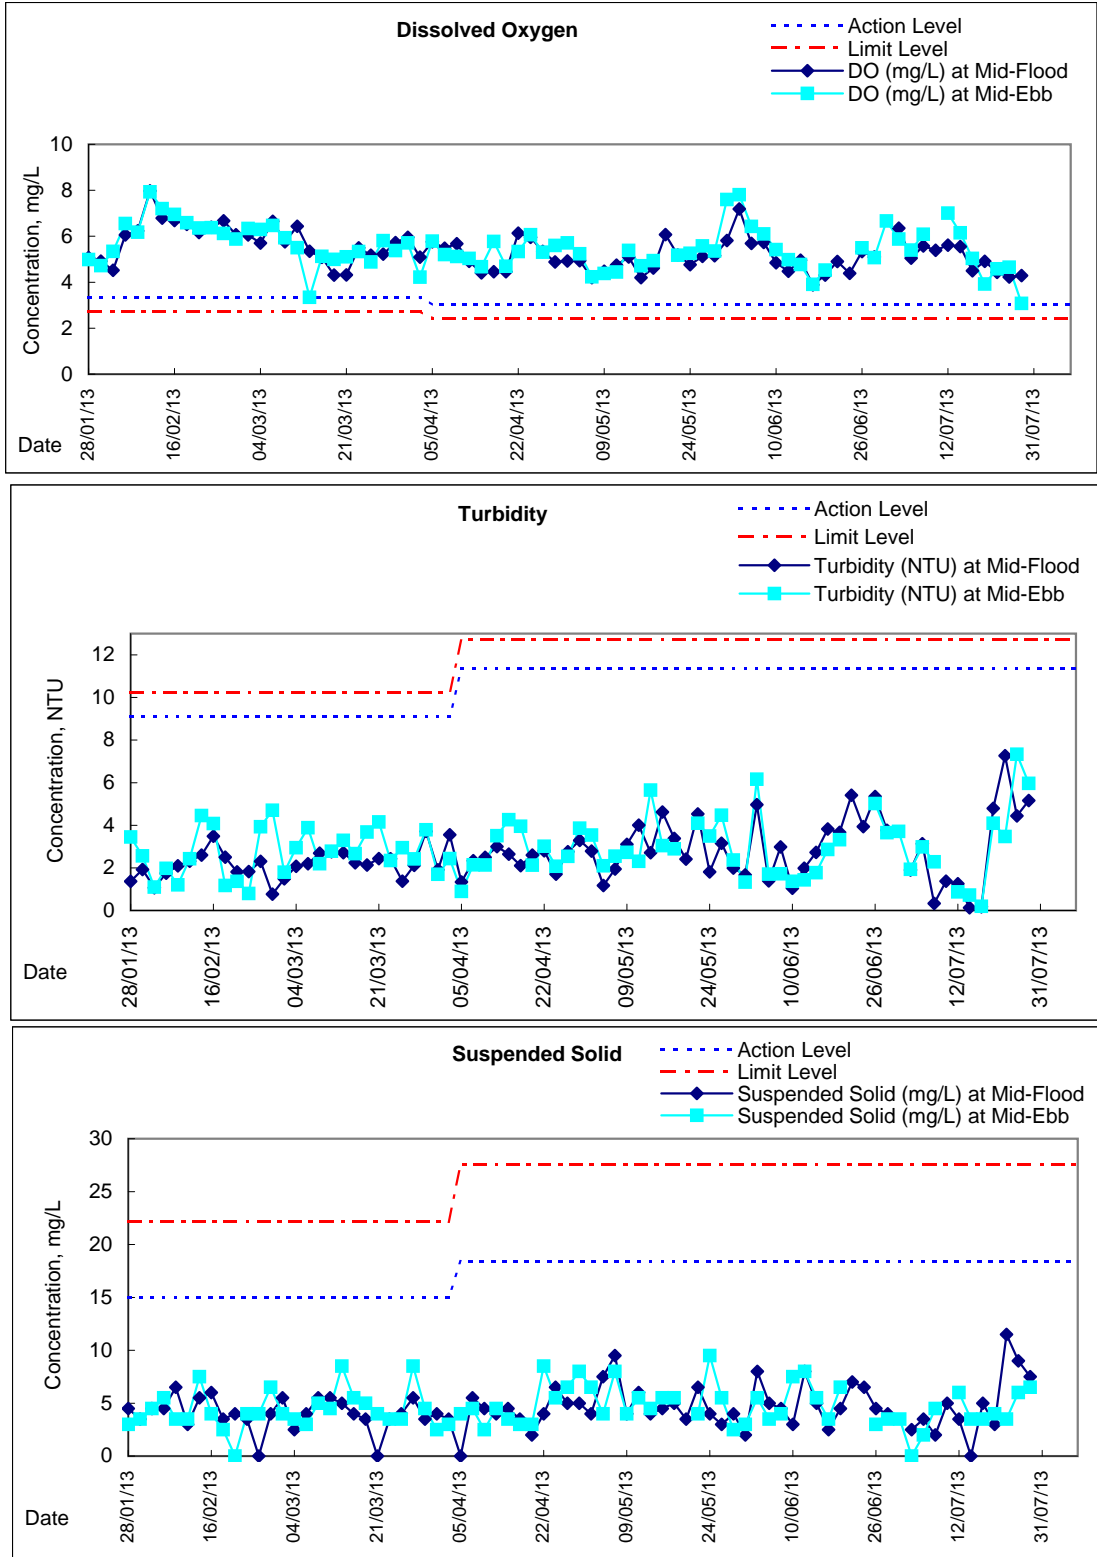 Dissolved Oxygen
Action Level
Limit Level
DO (mg/L) at Mid-Flood
DO (mg/L) at Mid-Ebb
Concentration, mg/L
10
8
6
4
2
0
Date
28/01/13
16/02/13
04/03/13
21/03/13
05/04/13
22/04/13
09/05/13
24/05/13
10/06/13
26/06/13
12/07/13
31/07/13
Turbidity
Action Level
Limit Level
Turbidity (NTU) at Mid-Flood
Turbidity (NTU) at Mid-Ebb
Concentration, NTU
12
10
8
6
4
2
0
Date
28/01/13
16/02/13
04/03/13
21/03/13
05/04/13
22/04/13
09/05/13
24/05/13
10/06/13
26/06/13
12/07/13
31/07/13
Suspended Solid
Action Level
Limit Level
Suspended Solid (mg/L) at Mid-Flood
Suspended Solid (mg/L) at Mid-Ebb
Concentration, mg/L
30
25
20
15
10
5
0
Date
28/01/13
16/02/13
04/03/13
21/03/13
05/04/13
22/04/13
09/05/13
24/05/13
10/06/13
26/06/13
12/07/13
31/07/13